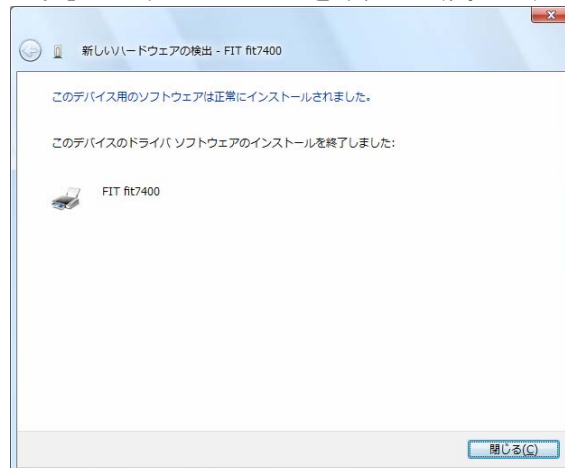 新しいハードウェアの検出 - FIT fit7400
このデバイス用のソフトウェアは正常にインストールされました。
このデバイスのドライバ ソフトウェアのインストールを終了しました:
FIT fit7400
閉じる(C)